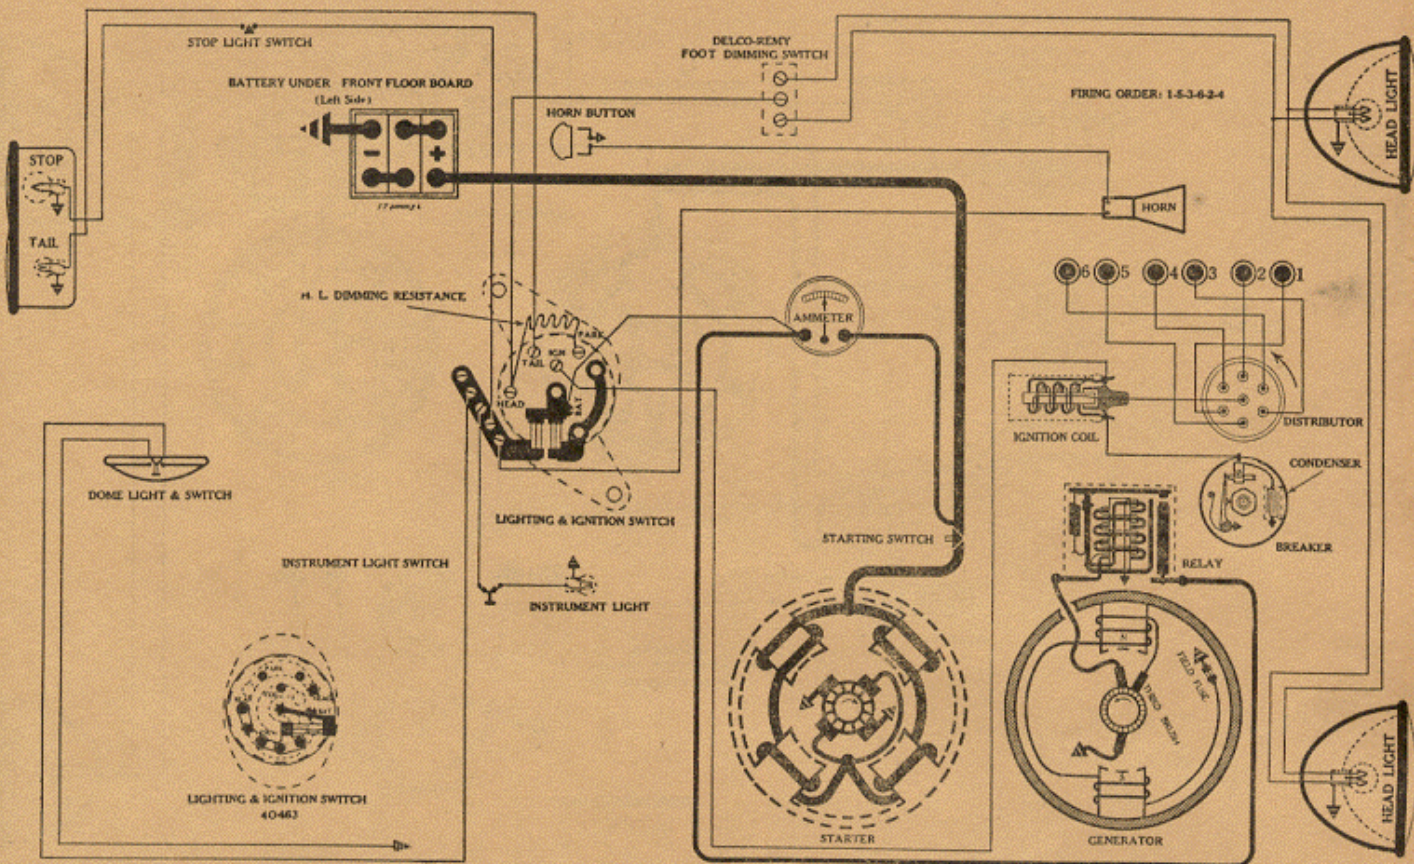 STOP LIGHT SWITCH
DELCO-REMY
FOOT DIMMING SWITCH
BATTERY UNDER FRONT FLOOR BOARD
(Left Side)
FIRING ORDER: 1-5-3-6-2-4
HORN BUTTON
HEAD LIGHT
STOP
TAIL
HORN
6 5 4 3 2 1
H. L. DIMMING RESISTANCE
AMMETER
PARK
IGN
TAIL
HEAD
BAT
DISTRIBUTOR
IGNITION COIL
CONDENSER
DOME LIGHT & SWITCH
LIGHTING & IGNITION SWITCH
STARTING SWITCH
BREAKER
INSTRUMENT LIGHT SWITCH
RELAY
INSTRUMENT LIGHT
FIELD FUSE
THIRD BRUSH
HEAD LIGHT
LIGHTING & IGNITION SWITCH
40463
STARTER
GENERATOR